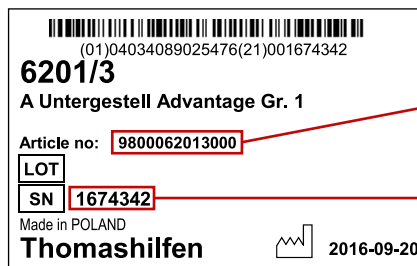 (01)04034089025476(21)001674342
6201/3
A Untergestell Advantage Gr. 1
Article no: 9800062013000
LOT
SN 1674342
Made in POLAND
Thomashilfen 2016-09-20